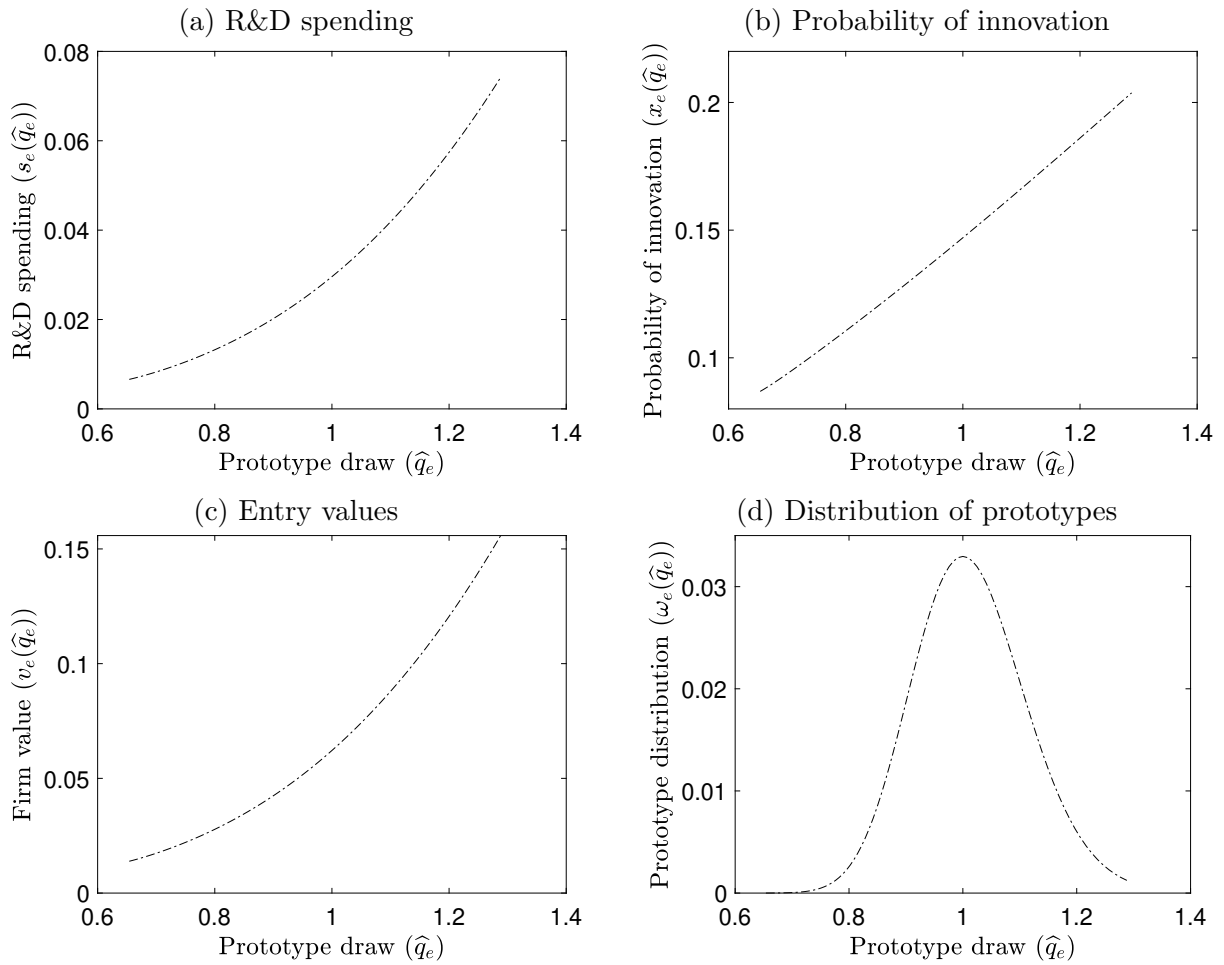 (a) R&D spending
R&D spending (s_e(q̂_e))
0.08
0.06
0.04
0.02
0
0.6 0.8 1 1.2 1.4
Prototype draw (q̂_e)
(b) Probability of innovation
Probability of innovation (x_e(q̂_e))
0.2
0.15
0.1
0.6 0.8 1 1.2 1.4
Prototype draw (q̂_e)
(c) Entry values
Firm value (v_e(q̂_e))
0.15
0.1
0.05
0
0.6 0.8 1 1.2 1.4
Prototype draw (q̂_e)
(d) Distribution of prototypes
Prototype distribution (ω_e(q̂_e))
0.03
0.02
0.01
0
0.6 0.8 1 1.2 1.4
Prototype draw (q̂_e)